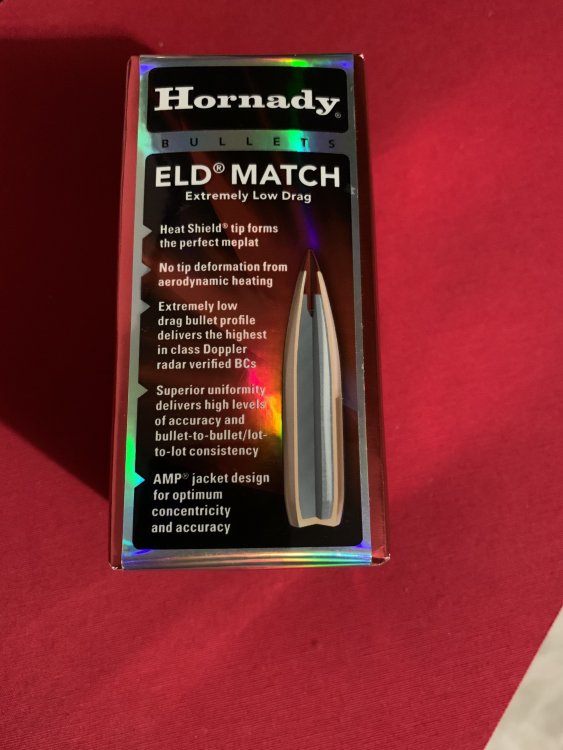 Hornady®
BULLETS
ELD® MATCH
Extremely Low Drag
Heat Shield® tip forms
the perfect meplat
No tip deformation from
aerodynamic heating
Extremely low
drag bullet profile
delivers the highest
in class Doppler
radar verified BCs
Superior uniformity
delivers high levels
of accuracy and
bullet-to-bullet/lot-
to-lot consistency
AMP® jacket design
for optimum
concentricity
and accuracy